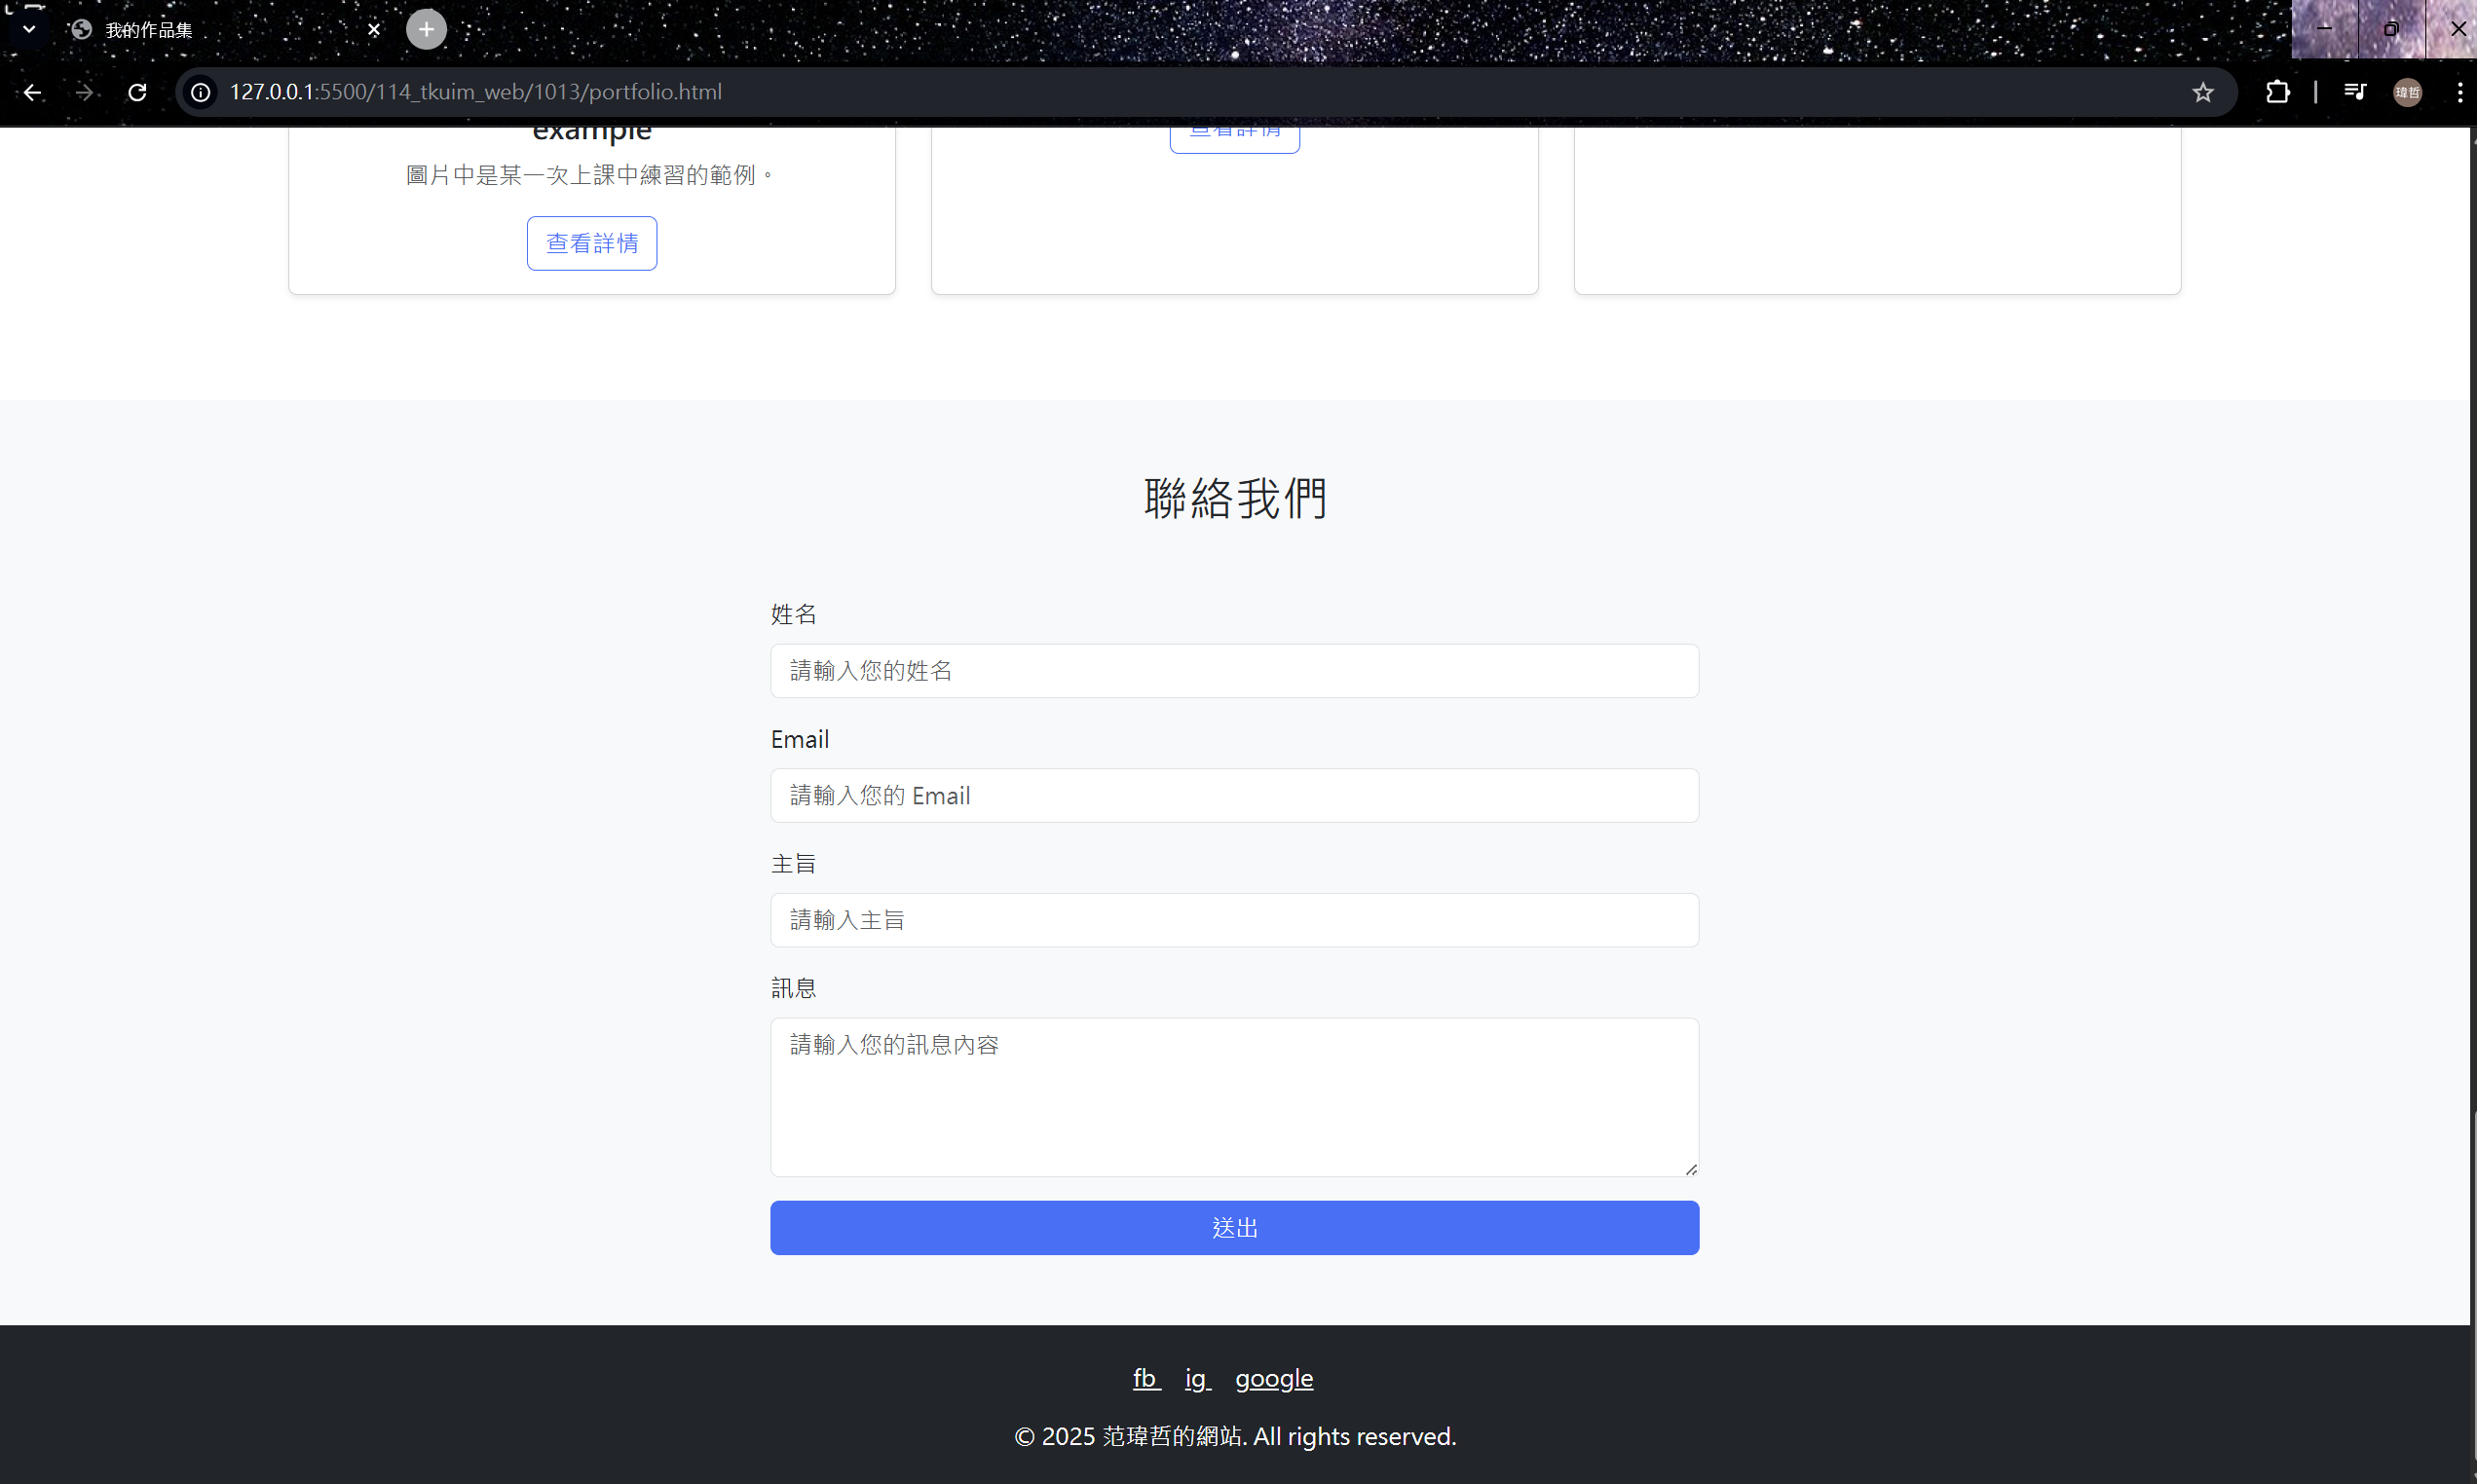 我的作品集
127.0.0.1:5500/114_tkuim_web/1013/portfolio.html
瑋哲
example
查看詳情
圖片中是某一次上課中練習的範例。
查看詳情
聯絡我們
姓名
請輸入您的姓名
Email
請輸入您的 Email
主旨
請輸入主旨
訊息
請輸入您的訊息內容
送出
fb ig google
© 2025 范瑋哲的網站. All rights reserved.